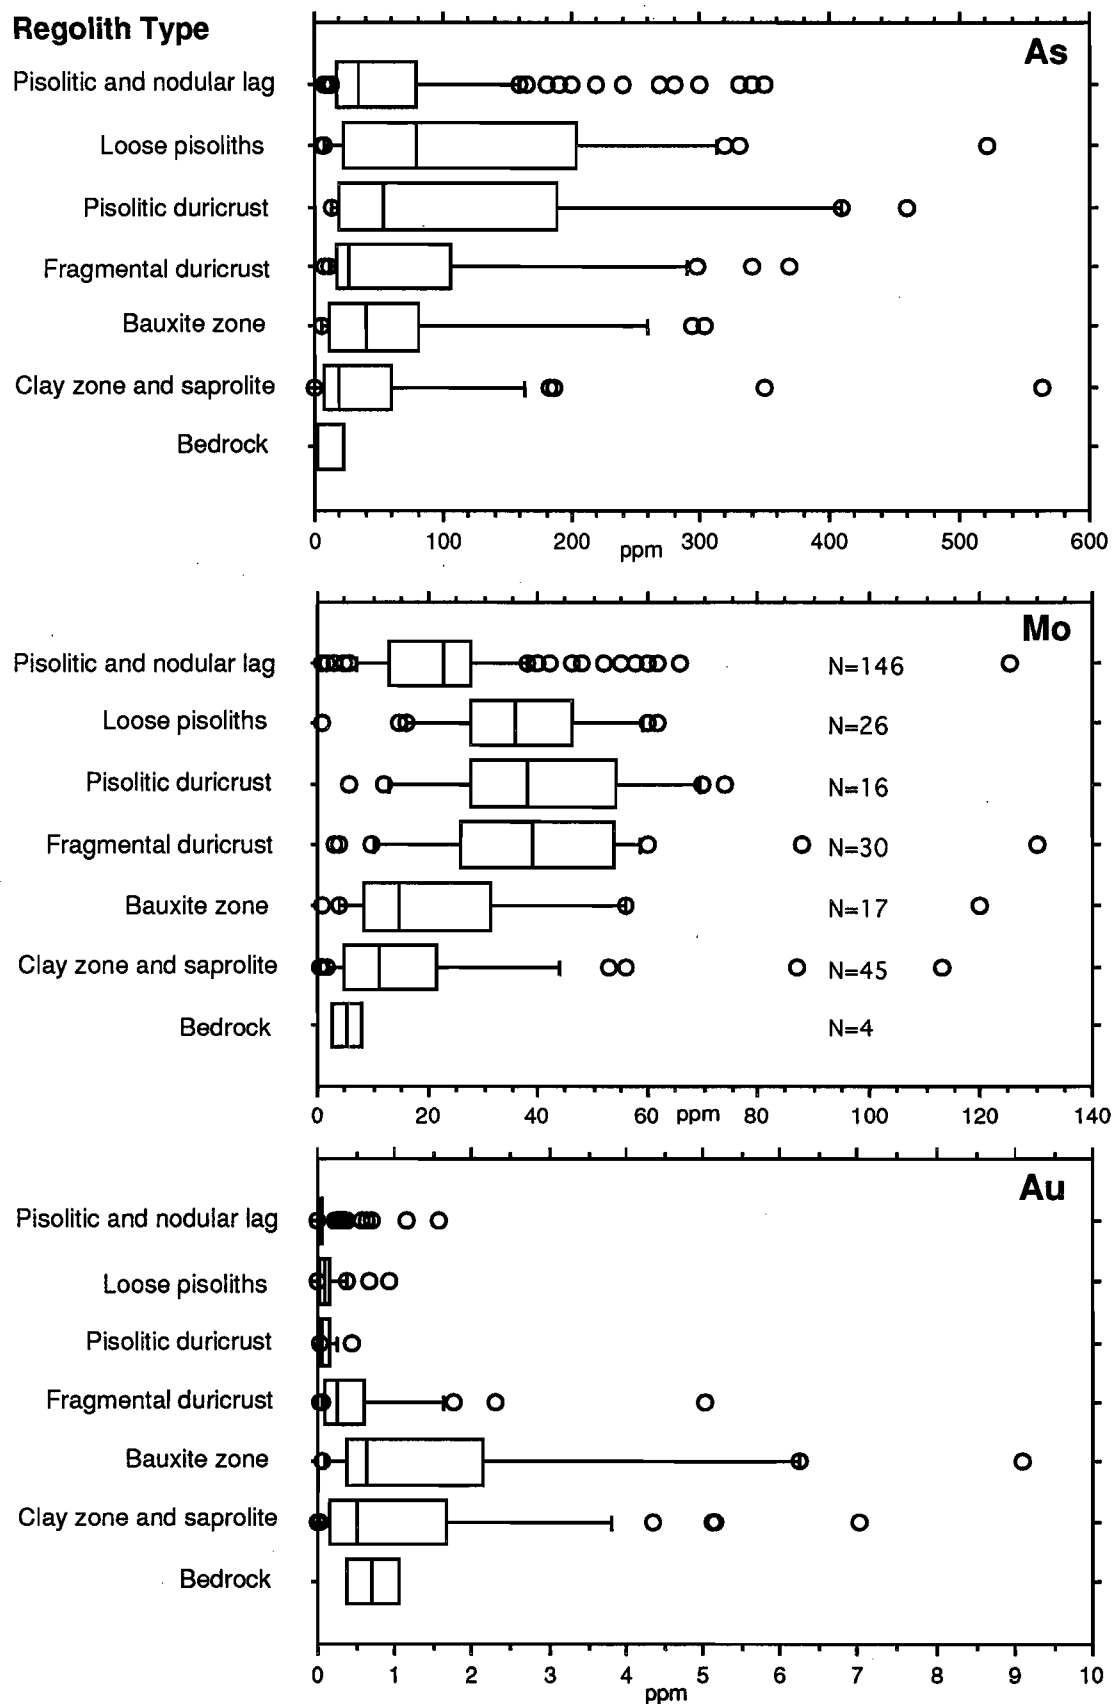 Regolith Type
As
Pisolitic and nodular lag
Loose pisoliths
Pisolitic duricrust
Fragmental duricrust
Bauxite zone
Clay zone and saprolite
Bedrock
0 100 200 300 400 500 600
ppm
Mo
Pisolitic and nodular lag N=146
Loose pisoliths N=26
Pisolitic duricrust N=16
Fragmental duricrust N=30
Bauxite zone N=17
Clay zone and saprolite N=45
Bedrock N=4
0 20 40 60 ppm 80 100 120 140
Au
Pisolitic and nodular lag
Loose pisoliths
Pisolitic duricrust
Fragmental duricrust
Bauxite zone
Clay zone and saprolite
Bedrock
0 1 2 3 4 5 6 7 8 9 10
ppm